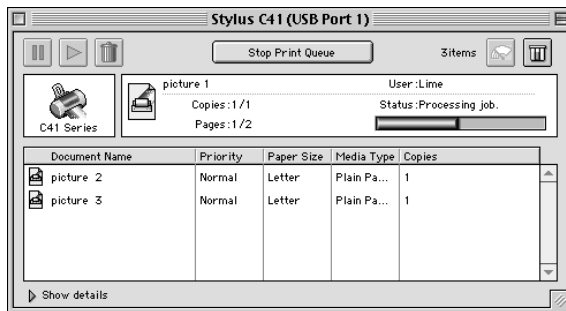 Stylus C41 (USB Port 1)
Stop Print Queue
3items
C41 Series
picture 1
User :Lime
Copies:1/1
Status:Processing job.
Pages:1/2
Document Name Priority Paper Size Media Type Copies
picture 2 Normal Letter Plain Pa... 1
picture 3 Normal Letter Plain Pa... 1
Show details